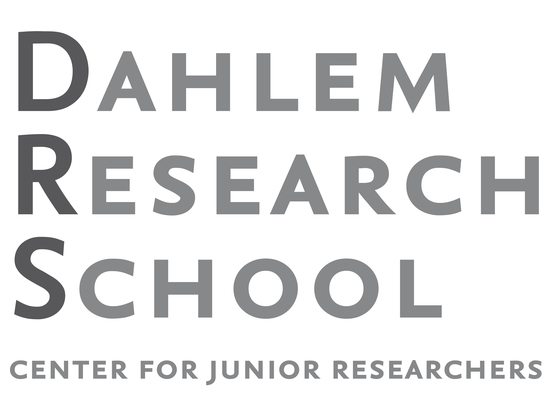 DAHLEM
RESEARCH
SCHOOL
CENTER FOR JUNIOR RESEARCHERS